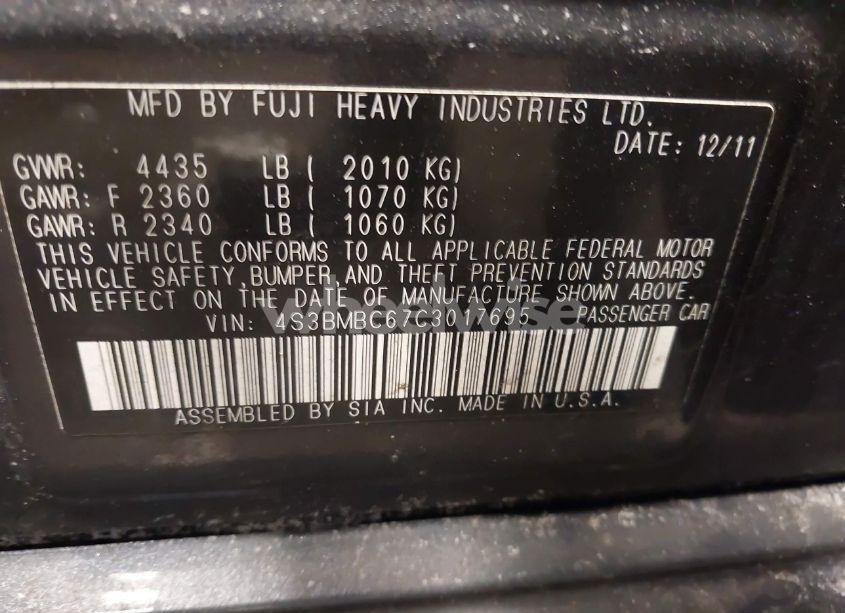 MFD BY FUJI HEAVY INDUSTRIES LTD.
DATE: 12/11
GVWR: 4435 LB ( 2010 KG)
GAWR: F 2360 LB ( 1070 KG)
GAWR: R 2340 LB ( 1060 KG)
THIS VEHICLE CONFORMS TO ALL APPLICABLE FEDERAL MOTOR
VEHICLE SAFETY, BUMPER, AND THEFT PREVENTION STANDARDS
IN EFFECT ON THE DATE OF MANUFACTURE SHOWN ABOVE.
VIN: 4S3BMBC67C3017695 PASSENGER CAR
wheelwise
ASSEMBLED BY SIA INC. MADE IN U.S.A.